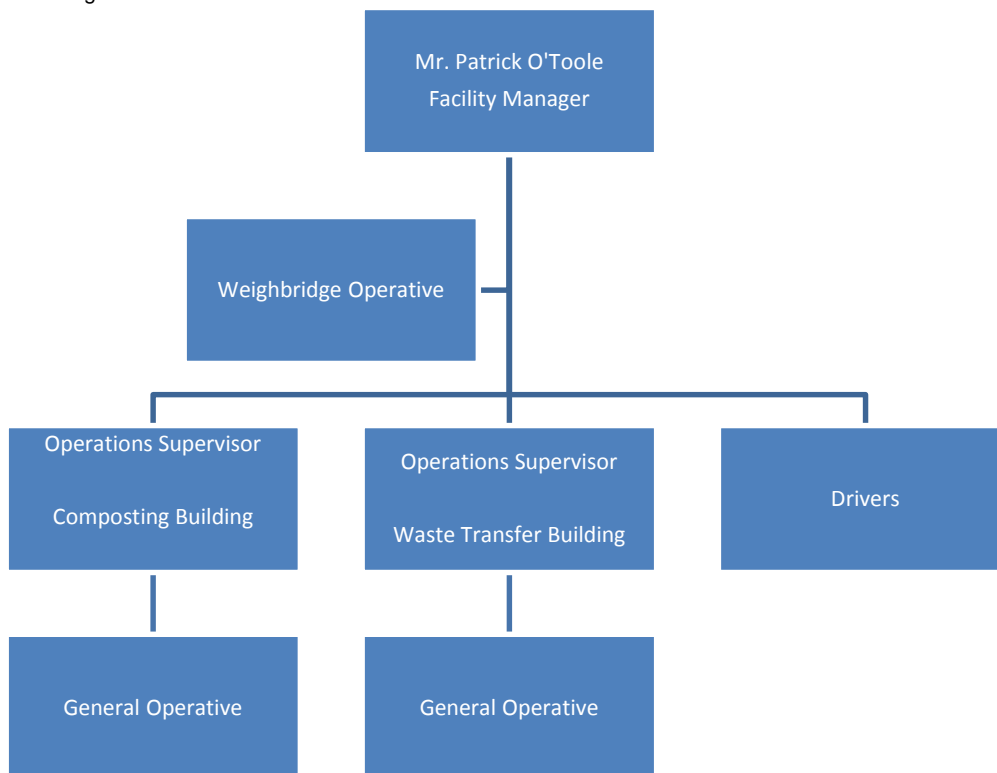 Mr. Patrick O'Toole
Facility Manager
Weighbridge Operative
Operations Supervisor
Composting Building
Operations Supervisor
Waste Transfer Building
Drivers
General Operative
General Operative